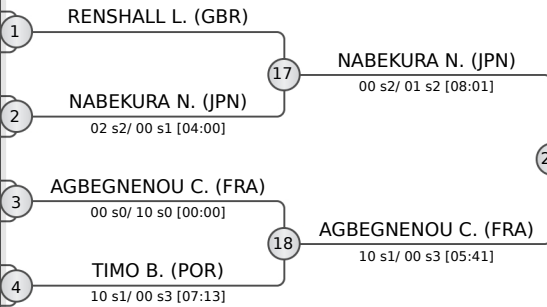 RENSHALL L. (GBR)
1
NABEKURA N. (JPN)
17
00 s2/ 01 s2 [08:01]
NABEKURA N. (JPN)
2
02 s2/ 00 s1 [04:00]
AGBEGNENOU C. (FRA)
3
00 s0/ 10 s0 [00:00]
AGBEGNENOU C. (FRA)
18
10 s1/ 00 s3 [05:41]
TIMO B. (POR)
4
10 s1/ 00 s3 [07:13]